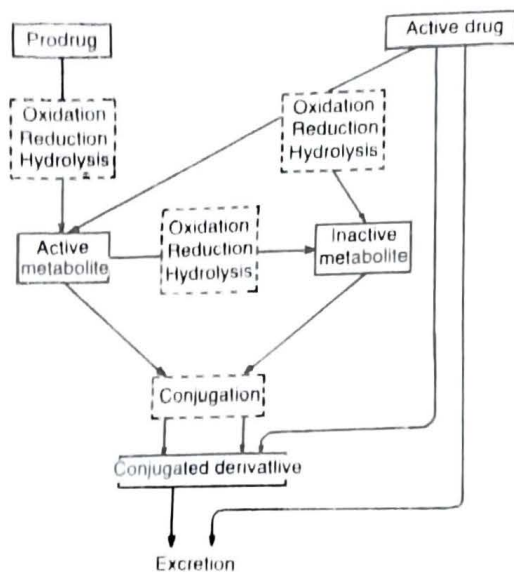 Prodrug
Active drug
Oxidation
Reduction
Hydrolysis
Oxidation
Reduction
Hydrolysis
Active
metabolite
Oxidation
Reduction
Hydrolysis
Inactive
metabolite
Conjugation
Conjugated derivatlive
Excretion